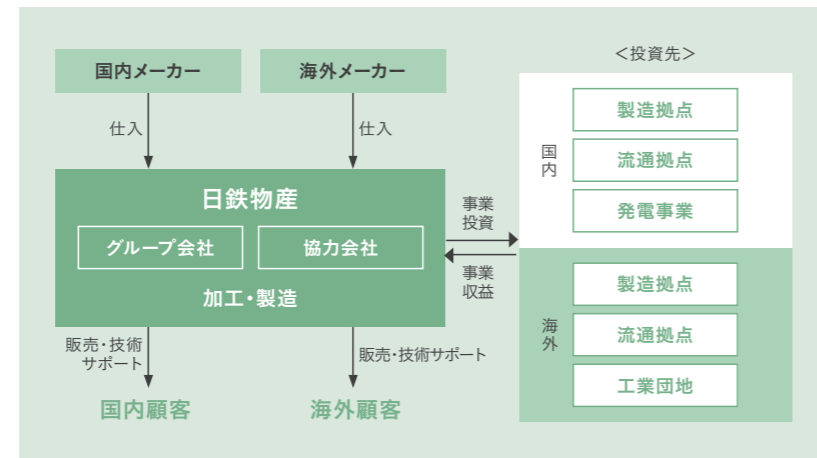 国内メーカー
海外メーカー
仕入
仕入
日鉄物産
グループ会社
協力会社
加工・製造
販売・技術
サポート
販売・技術サポート
国内顧客
海外顧客
事業
投資
事業
収益
＜投資先＞
国内
製造拠点
流通拠点
発電事業
海外
製造拠点
流通拠点
工業団地